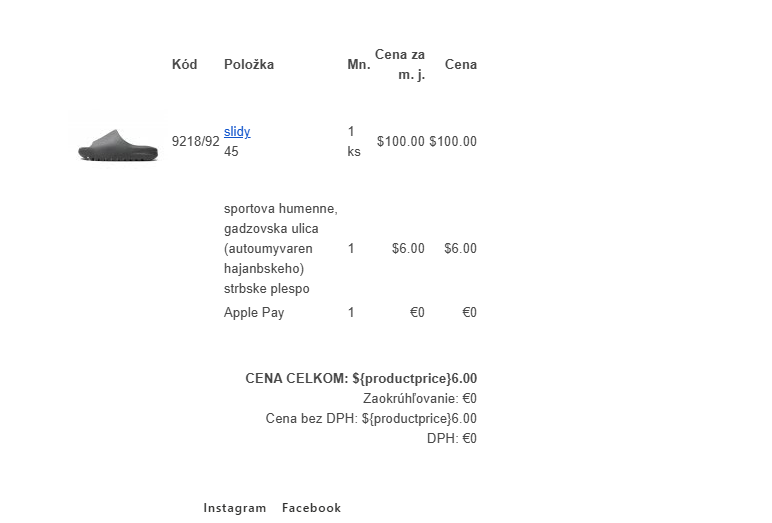 Kód Položka Mn. Cena za m. j. Cena
9218/92 slidy 45 1 ks $100.00 $100.00
sportova humenne,
gadzovska ulica
(autoumyvaren 1 $6.00 $6.00
hajanbskeho)
strbske plespo
Apple Pay 1 €0 €0
CENA CELKOM: ${productprice}6.00
Zaokrúhľovanie: €0
Cena bez DPH: ${productprice}6.00
DPH: €0
Instagram Facebook